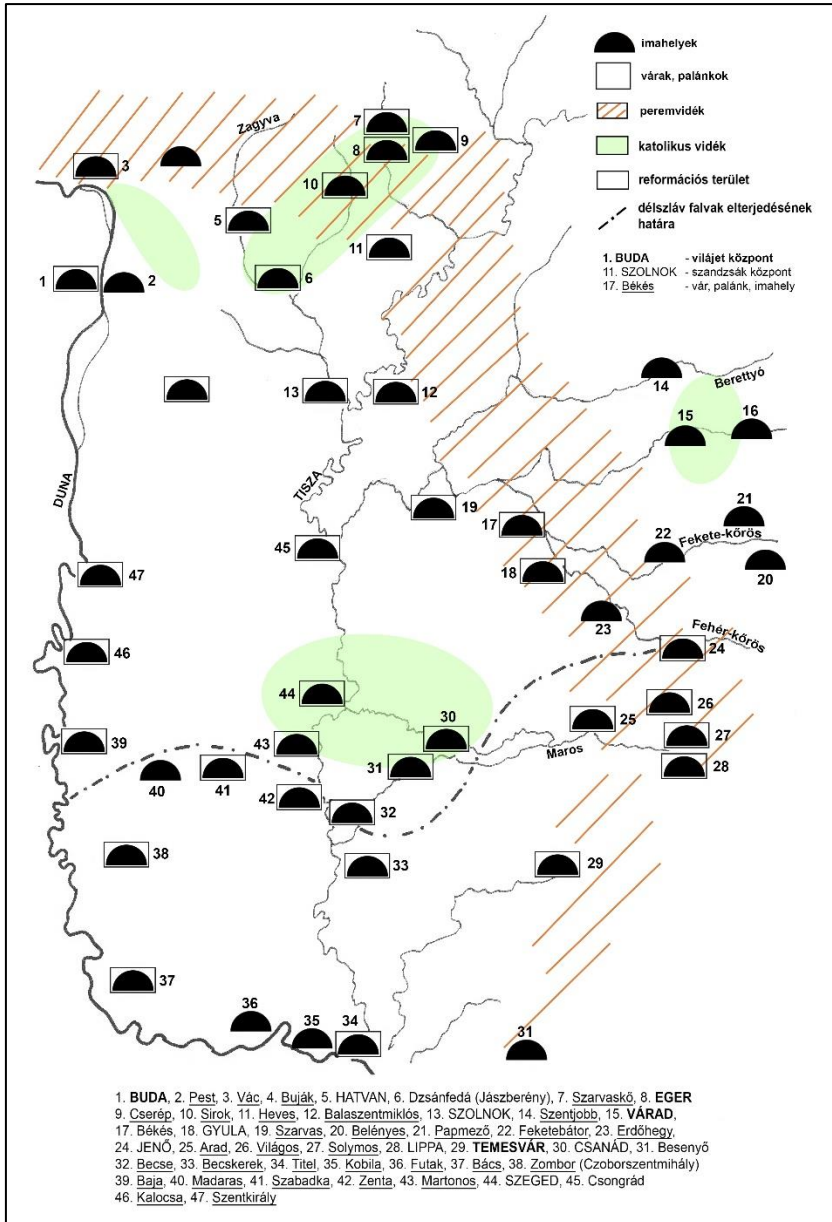 imahelyek
várak, palánkok
peremvidék
katolikus vidék
reformációs terület
délszláv falvak elterjedésének
határa
1. BUDA - vilájet központ
11. SZOLNOK - szandzsák központ
17. Békés - vár, palánk, imahely
Zagyva
7
8
9
3
10
5
11
6
1
2
13
12
14
Berettyó
15
16
DUNA
TISZA
19
17
21
22
Fekete-kőrös
20
45
18
47
23
Fehér-kőrös
24
46
44
26
25
30
27
39
43
Maros
31
28
40
41
42
32
38
33
29
37
36
35
34
31
1. BUDA, 2. Pest, 3. Vác, 4. Buják, 5. HATVAN, 6. Dzsánfedá (Jászberény), 7. Szarvaskő, 8. EGER
9. Cserép, 10. Sirok, 11. Heves, 12. Balaszentmiklós, 13. SZOLNOK, 14. Szentjobb, 15. VÁRAD,
17. Békés, 18. GYULA, 19. Szarvas, 20. Belényes, 21. Papmező, 22. Feketebátor, 23. Erdőhegy,
24. JENŐ, 25. Arad, 26. Világos, 27. Solymos, 28. LIPPA, 29. TEMESVÁR, 30. CSANÁD, 31. Besenyő
32. Becse, 33. Becskerek, 34. Titel, 35. Kobila, 36. Futak, 37. Bács, 38. Zombor (Czoborszentmihály)
39. Baja, 40. Madaras, 41. Szabadka, 42. Zenta, 43. Martonos, 44. SZEGED, 45. Csongrád
46. Kalocsa, 47. Szentkirály